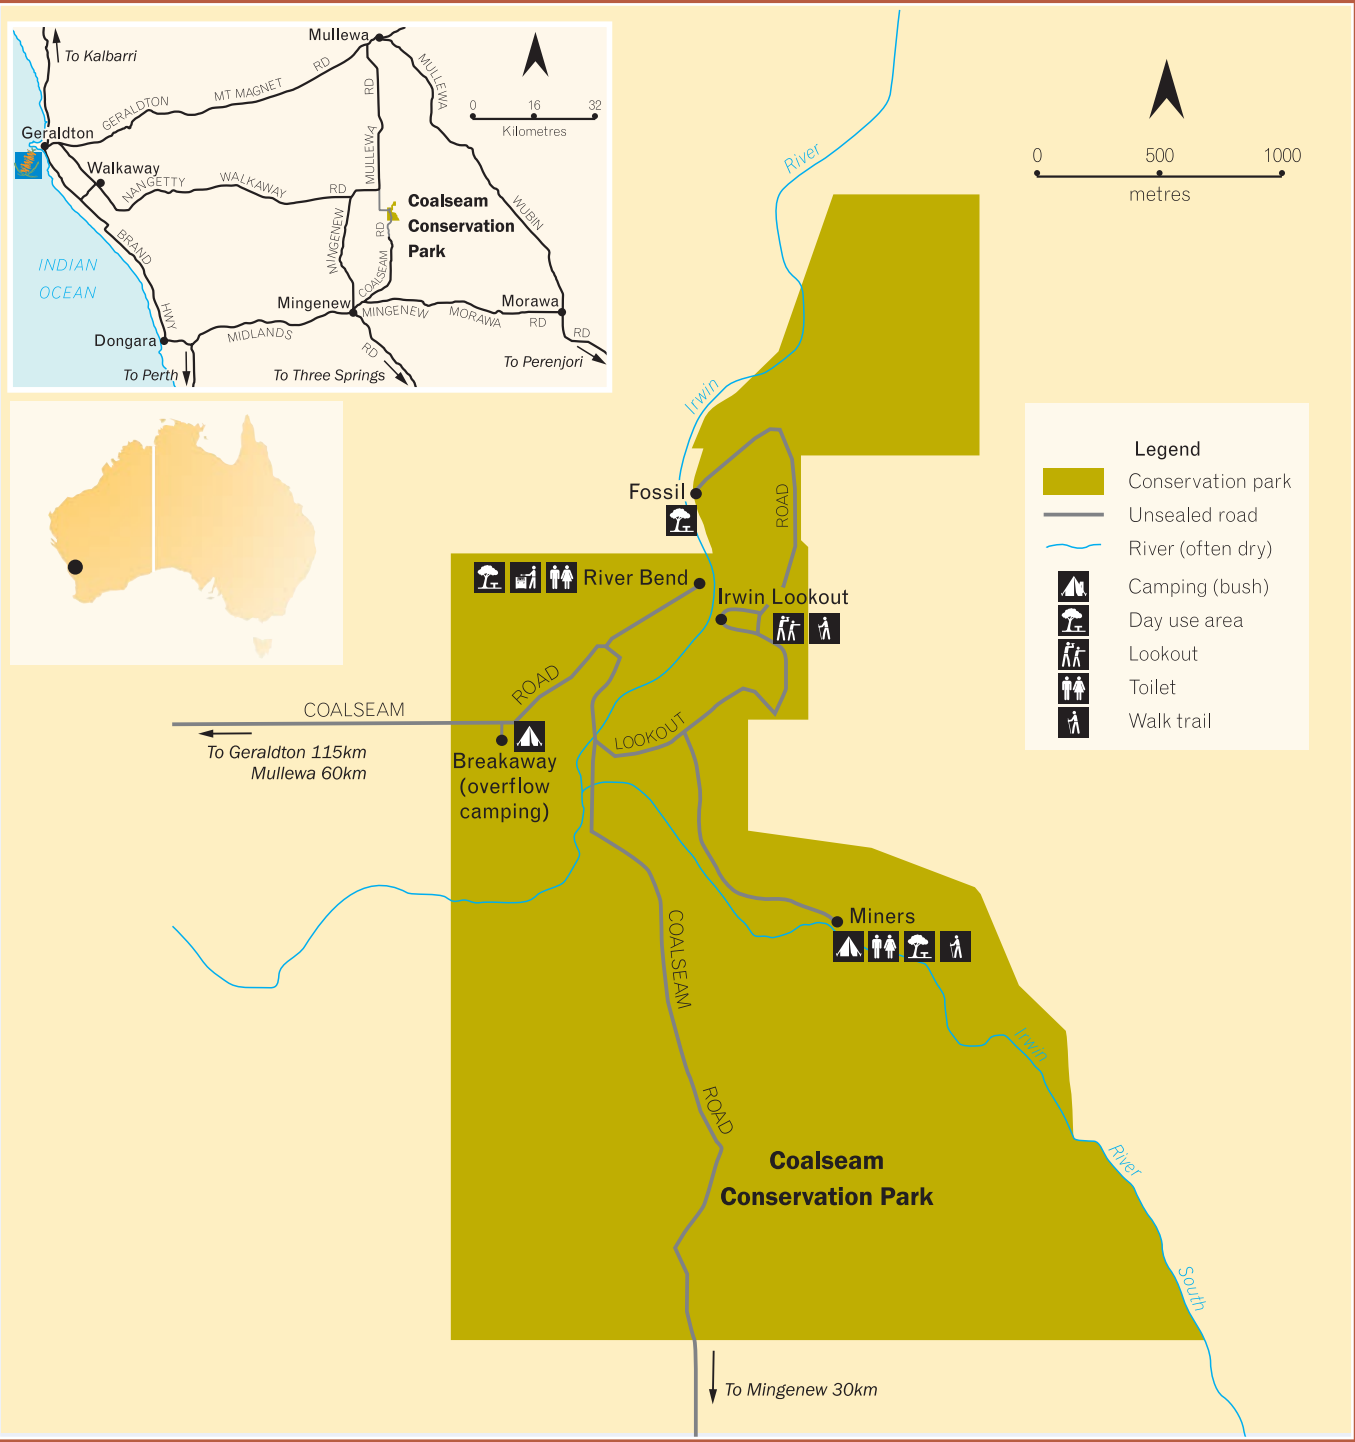 To Kalbarri
Mullewa
GERALDTON
MT MAGNET
RD
RD
MULLEWA
MULLEWA
WUBIN
RD
0 16 32
Kilometres
Geraldton
Walkaway
NANGETTY
WALKAWAY
RD
MINGENEW
COALSEAM
RD
Coalseam
Conservation
Park
BRAND
HWY
INDIAN
OCEAN
Mingenew
MINGENEW
MORAWA
RD
Morawa
Dongara
MIDLANDS
RD
To Perth
To Three Springs
To Perenjori
0 500 1000
metres
River
Irwin
Legend
Conservation park
Unsealed road
River (often dry)
Camping (bush)
Day use area
Lookout
Toilet
Walk trail
Fossil
ROAD
River Bend
Irwin Lookout
ROAD
COALSEAM
LOOKOUT
To Geraldton 115km
Mullewa 60km
Breakaway
(overflow
camping)
Miners
COALSEAM
ROAD
Irwin
River
South
Coalseam
Conservation Park
To Mingenew 30km